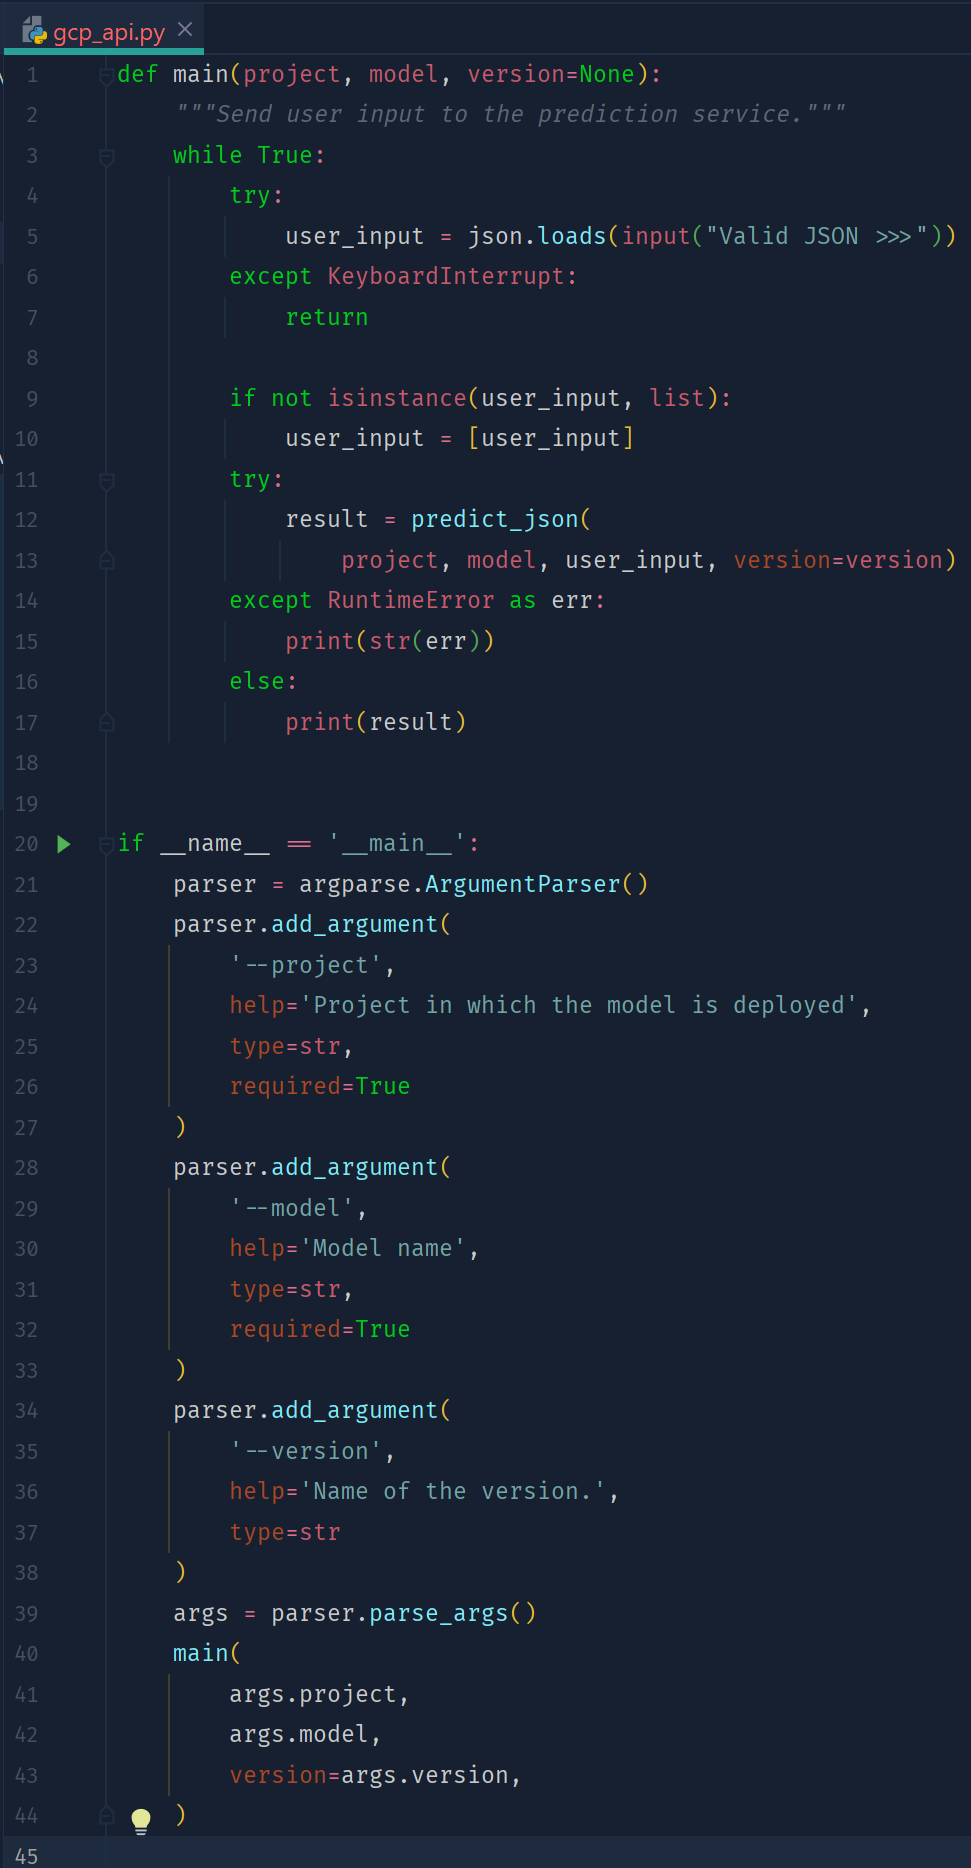 gcp_api.py
1 def main(project, model, version=None):
2     """Send user input to the prediction service."""
3     while True:
4         try:
5             user_input = json.loads(input("Valid JSON >>>"))
6         except KeyboardInterrupt:
7             return
8
9         if not isinstance(user_input, list):
10             user_input = [user_input]
11         try:
12             result = predict_json(
13                 project, model, user_input, version=version)
14         except RuntimeError as err:
15             print(str(err))
16         else:
17             print(result)
18
19
20 if __name__ == '__main__':
21     parser = argparse.ArgumentParser()
22     parser.add_argument(
23         '--project',
24         help='Project in which the model is deployed',
25         type=str,
26         required=True
27     )
28     parser.add_argument(
29         '--model',
30         help='Model name',
31         type=str,
32         required=True
33     )
34     parser.add_argument(
35         '--version',
36         help='Name of the version.',
37         type=str
38     )
39     args = parser.parse_args()
40     main(
41         args.project,
42         args.model,
43         version=args.version,
44     )
45